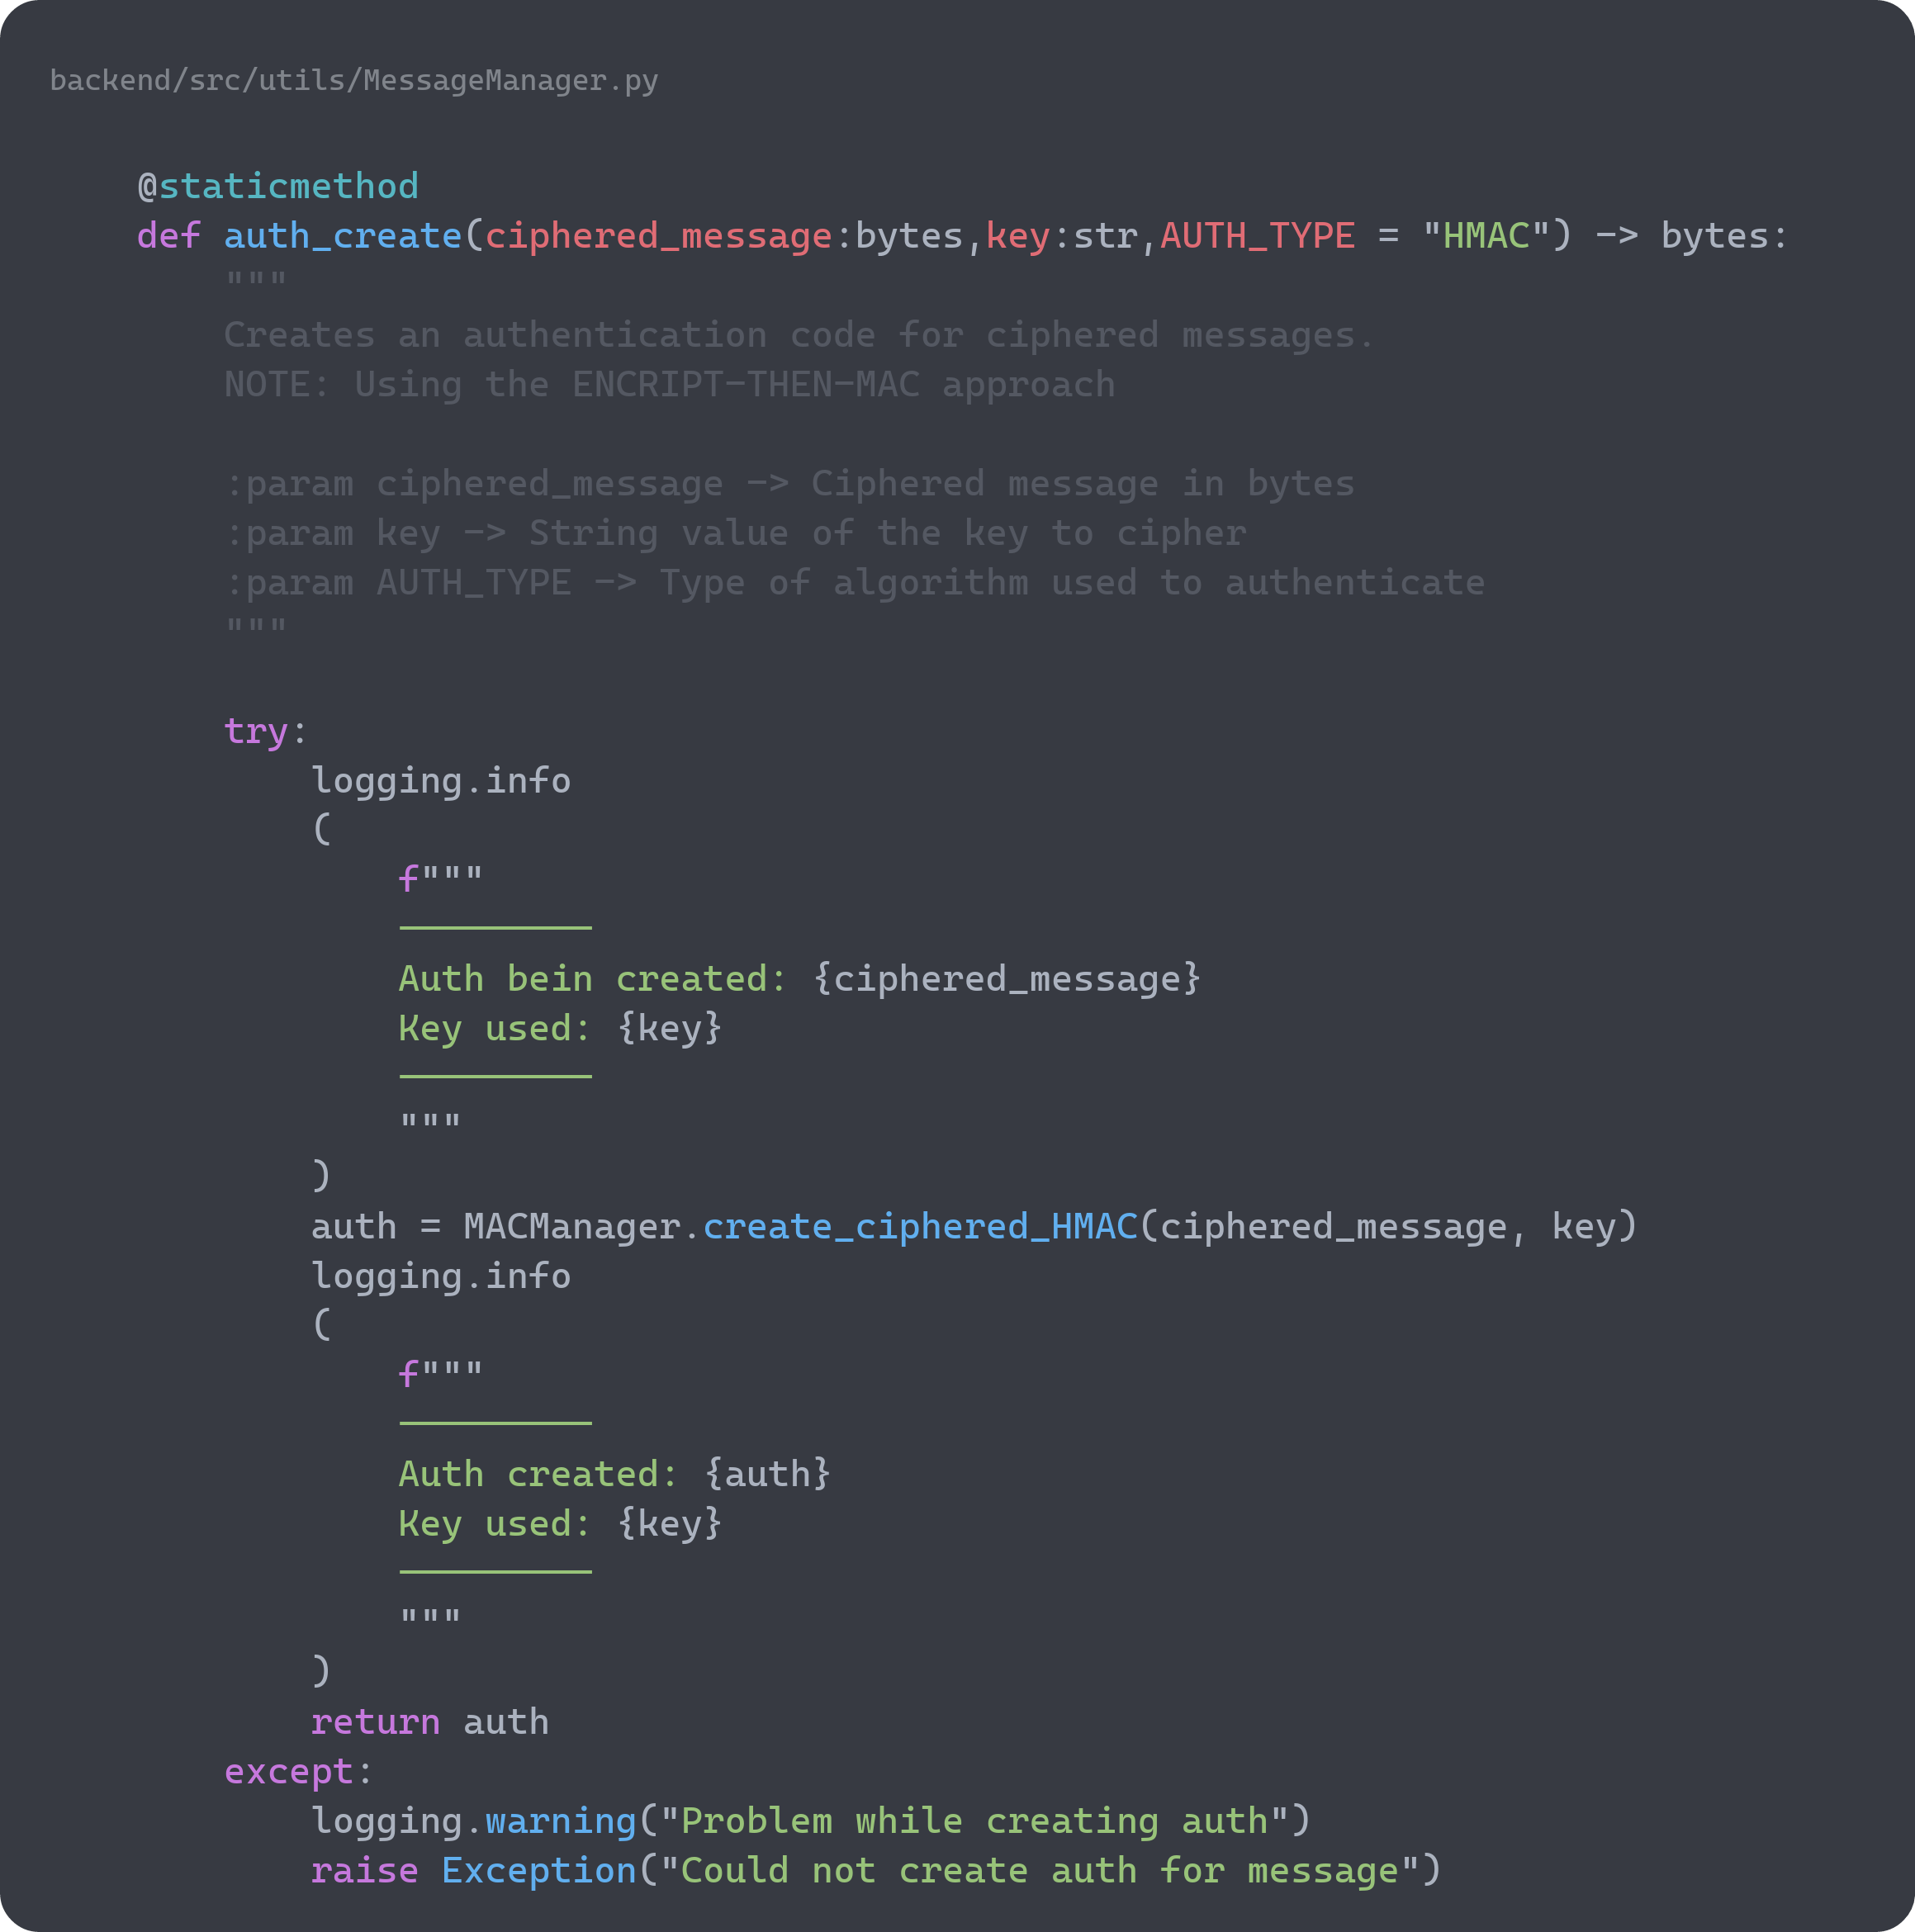 backend/src/utils/MessageManager.py
@staticmethod
def auth_create(ciphered_message:bytes,key:str,AUTH_TYPE = "HMAC") -> bytes:
"""
Creates an authentication code for ciphered messages.
NOTE: Using the ENCRIPT-THEN-MAC approach
:param ciphered_message -> Ciphered message in bytes
:param key -> String value of the key to cipher
:param AUTH_TYPE -> Type of algorithm used to authenticate
"""
try:
logging.info
(
f"""
---------
Auth bein created: {ciphered_message}
Key used: {key}
---------
"""
)
auth = MACManager.create_ciphered_HMAC(ciphered_message, key)
logging.info
(
f"""
---------
Auth created: {auth}
Key used: {key}
---------
"""
)
return auth
except:
logging.warning("Problem while creating auth")
raise Exception("Could not create auth for message")